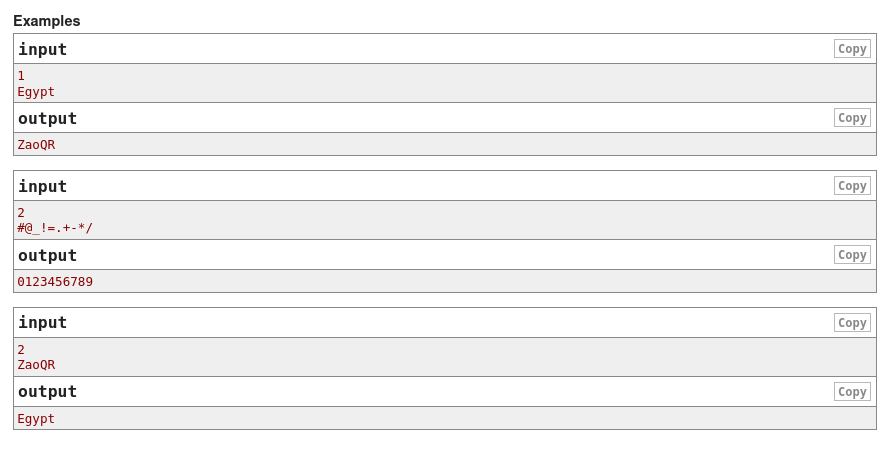 Examples
input
Copy
1
Egypt
output
Copy
ZaoQR
input
Copy
2
#@_!=.+-*/
output
Copy
0123456789
input
Copy
2
ZaoQR
output
Copy
Egypt